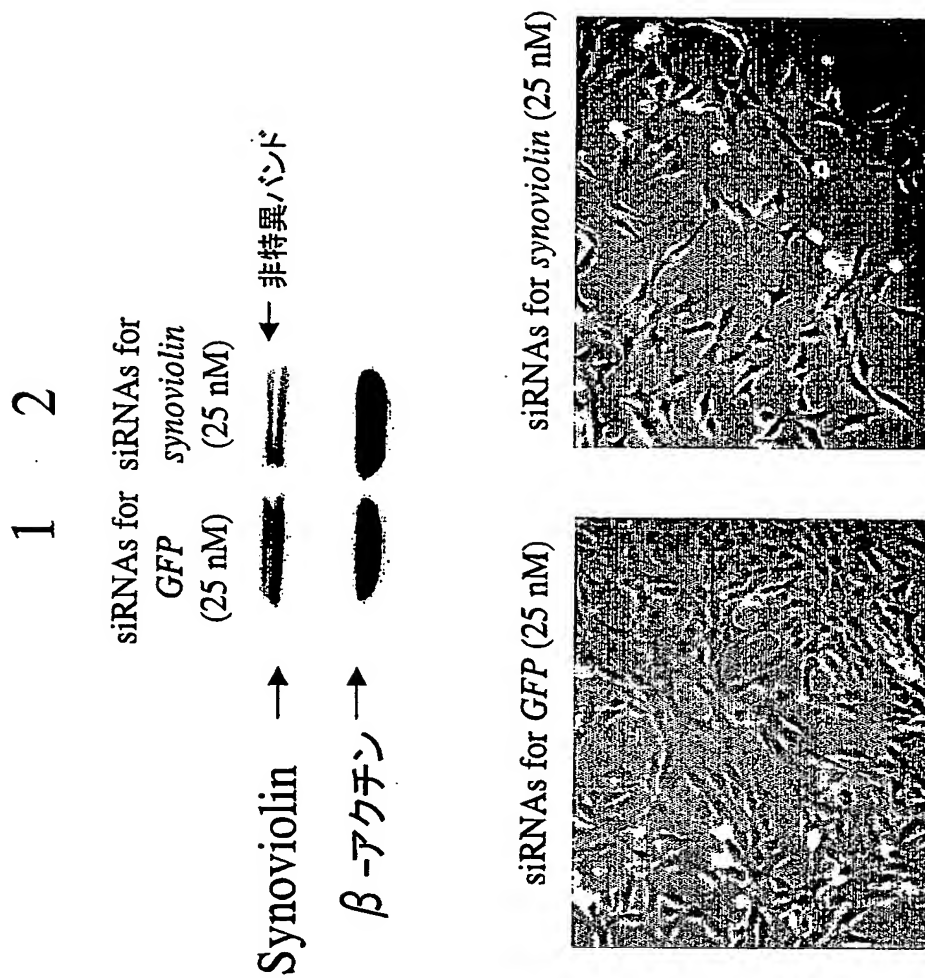 1 2
siRNAs for
GFP
(25 nM)
siRNAs for
synoviolin
(25 nM)
Synoviolin →
← 非特異バンド
β-アクチン →
siRNAs for GFP (25 nM)
siRNAs for synoviolin (25 nM)